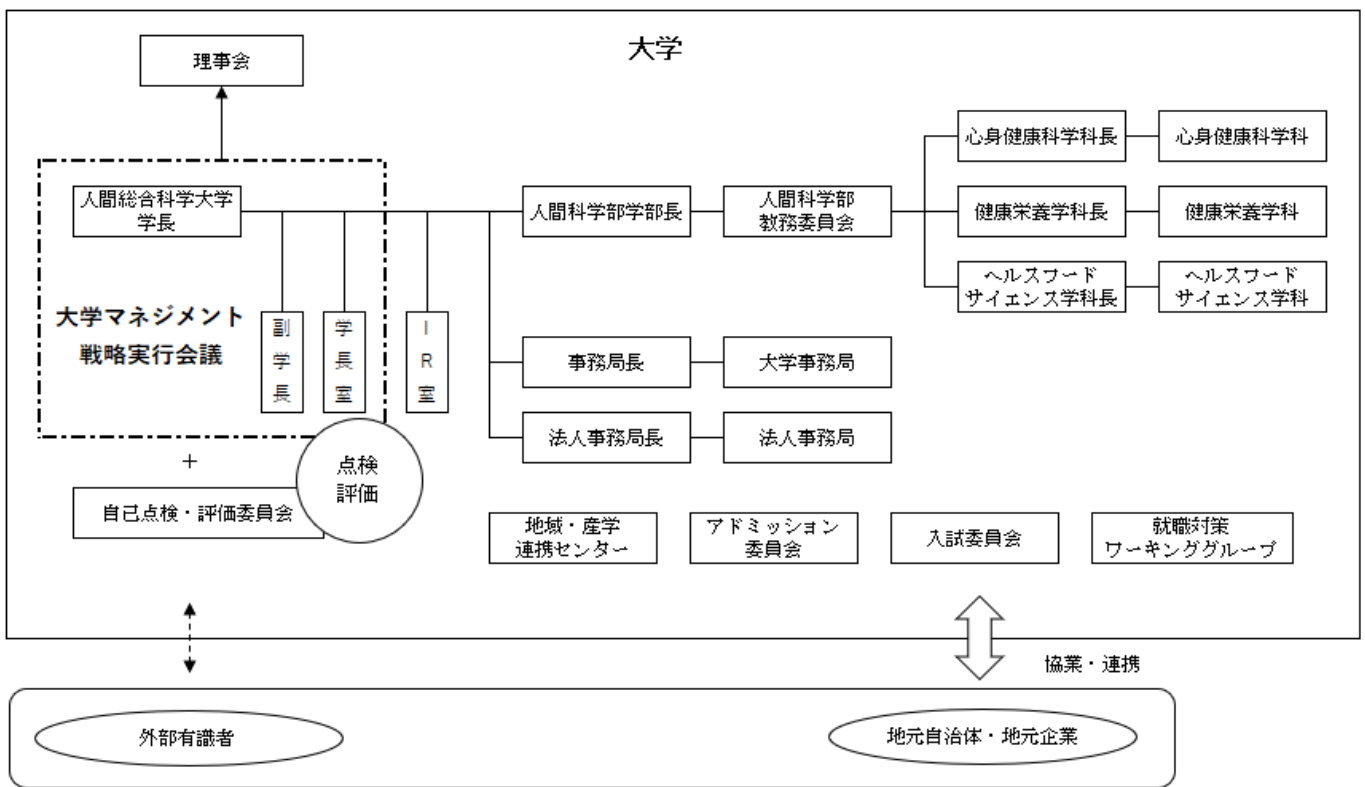 大学
理事会
心身健康科学科長
心身健康科学科
人間総合科学大学
学長
人間科学部学部長
人間科学部
教務委員会
健康栄養学科長
健康栄養学科
ヘルスフード
サイエンス学科長
ヘルスフード
サイエンス学科
大学マネジメント
戦略実行会議
副学長
学長室
IR室
事務局長
大学事務局
法人事務局長
法人事務局
+
点検
評価
自己点検・評価委員会
地域・産学
連携センター
アドミッション
委員会
入試委員会
就職対策
ワーキンググループ
協業・連携
外部有識者
地元自治体・地元企業